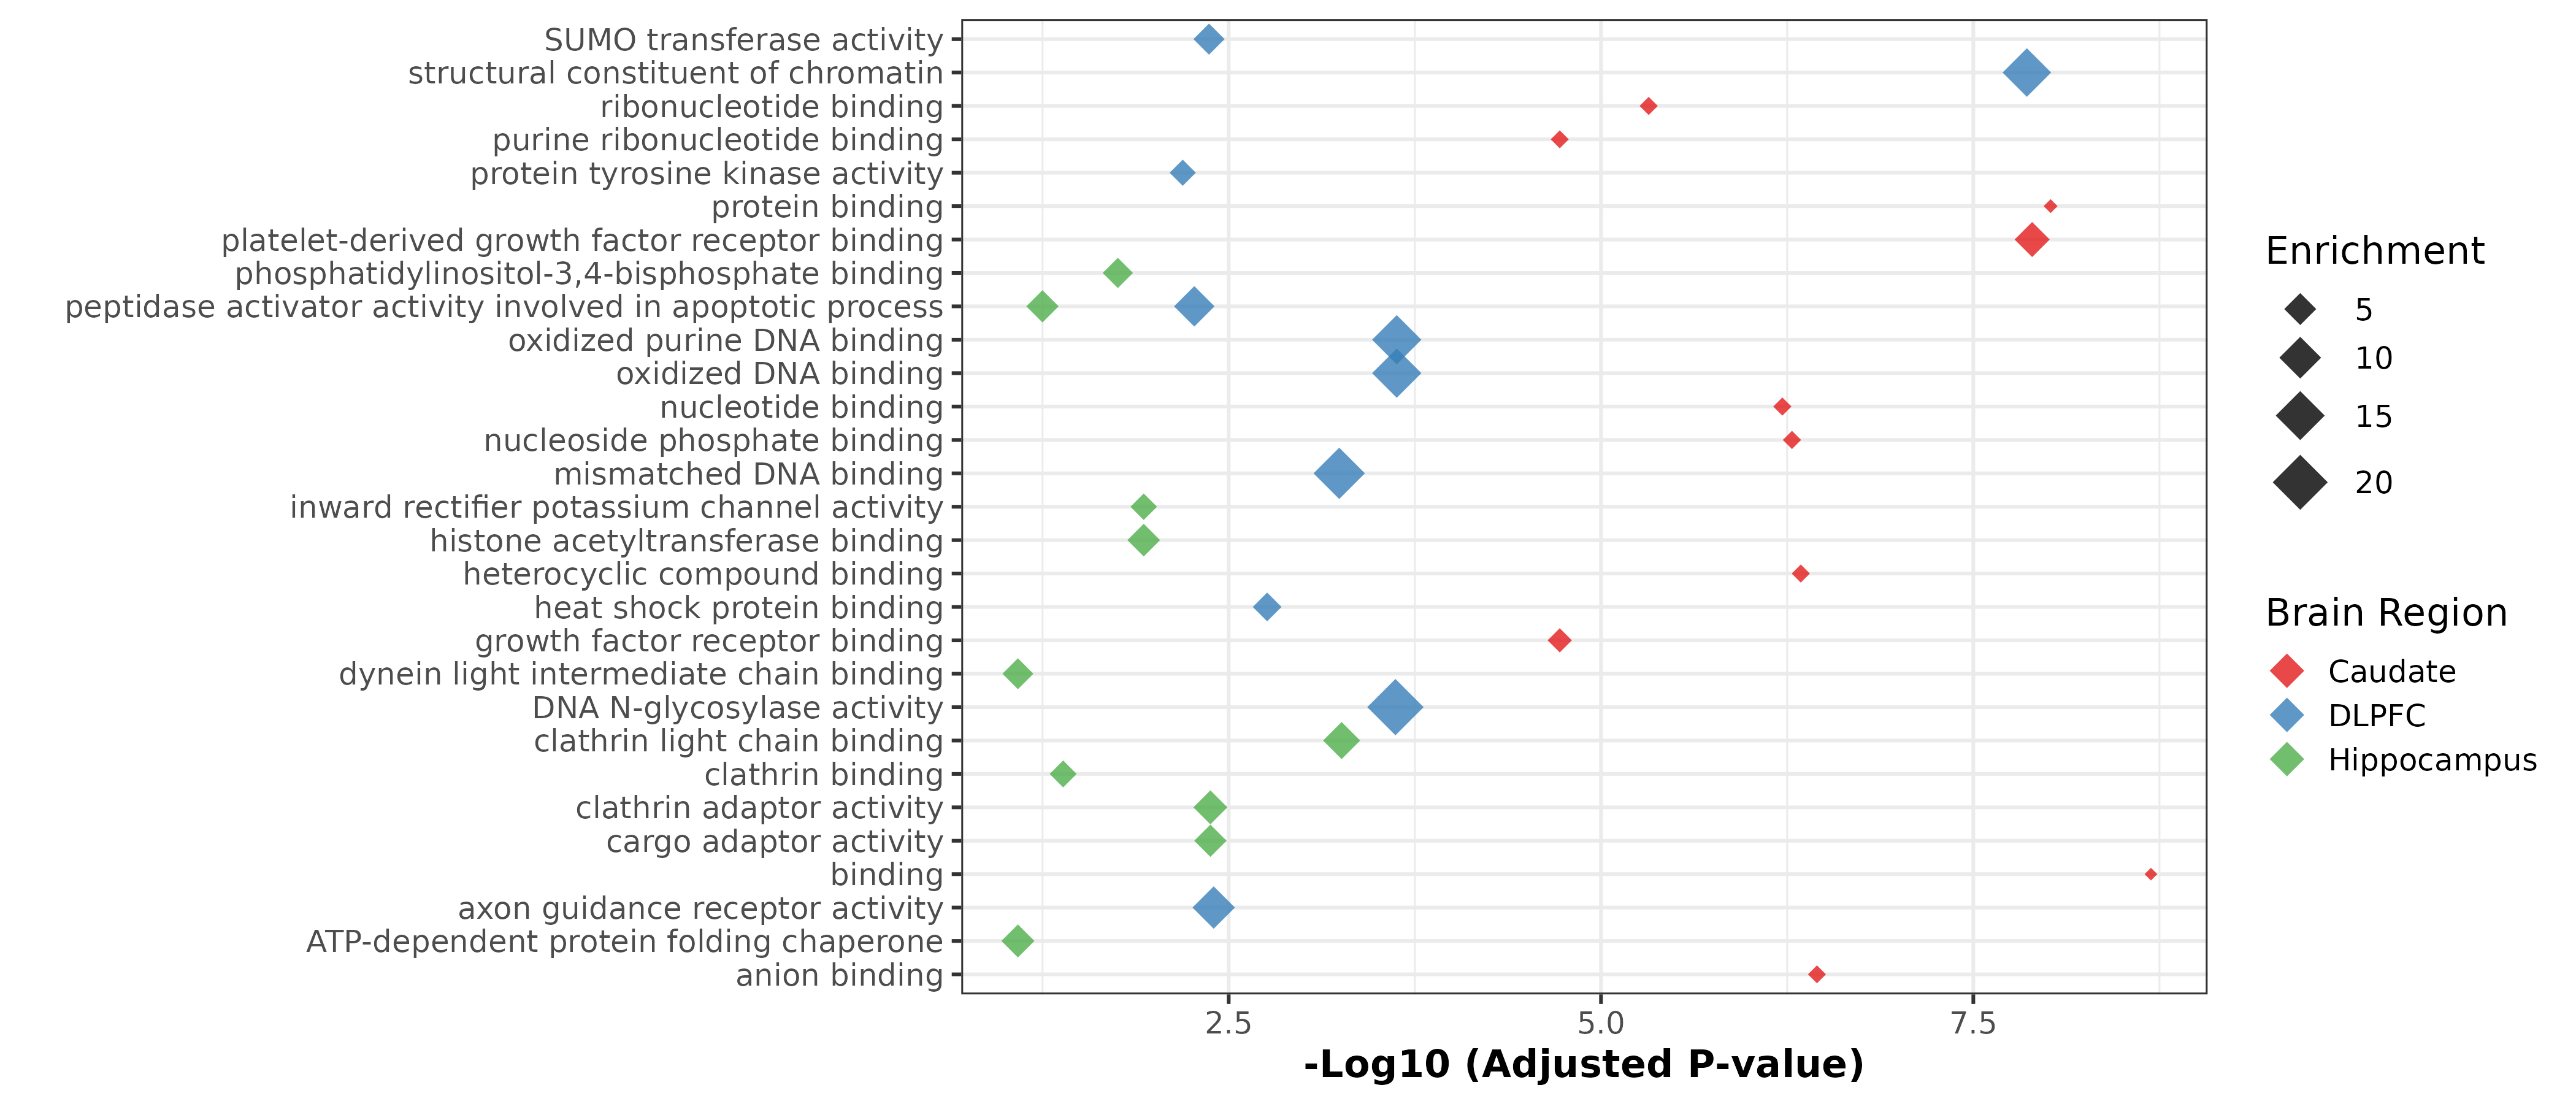 SUMO transferase activity
structural constituent of chromatin
ribonucleotide binding
purine ribonucleotide binding
protein tyrosine kinase activity
protein binding
platelet-derived growth factor receptor binding
phosphatidylinositol-3,4-bisphosphate binding
peptidase activator activity involved in apoptotic process
oxidized purine DNA binding
oxidized DNA binding
nucleotide binding
nucleoside phosphate binding
mismatched DNA binding
inward rectifier potassium channel activity
histone acetyltransferase binding
heterocyclic compound binding
heat shock protein binding
growth factor receptor binding
dynein light intermediate chain binding
DNA N-glycosylase activity
clathrin light chain binding
clathrin binding
clathrin adaptor activity
cargo adaptor activity
binding
axon guidance receptor activity
ATP-dependent protein folding chaperone
anion binding
2.5 5.0 7.5
-Log10 (Adjusted P-value)
Enrichment
5
10
15
20
Brain Region
Caudate
DLPFC
Hippocampus